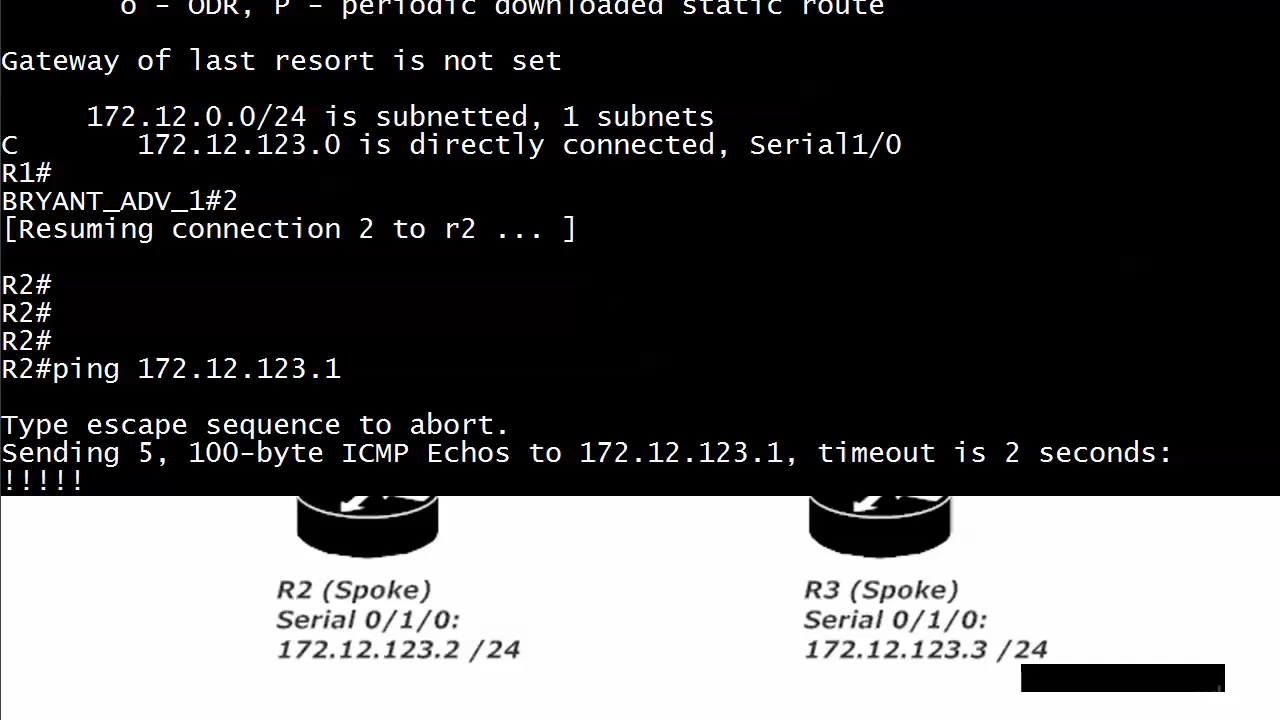 o - ODR, P - periodic downloaded static route
Gateway of last resort is not set
172.12.0.0/24 is subnetted, 1 subnets
C 172.12.123.0 is directly connected, Serial1/0
R1#
BRYANT_ADV_1#2
[Resuming connection 2 to r2 ... ]
R2#
R2#
R2#
R2#ping 172.12.123.1
Type escape sequence to abort.
Sending 5, 100-byte ICMP Echos to 172.12.123.1, timeout is 2 seconds:
!!!!!
R2 (Spoke)
Serial 0/1/0:
172.12.123.2 /24
R3 (Spoke)
Serial 0/1/0:
172.12.123.3 /24